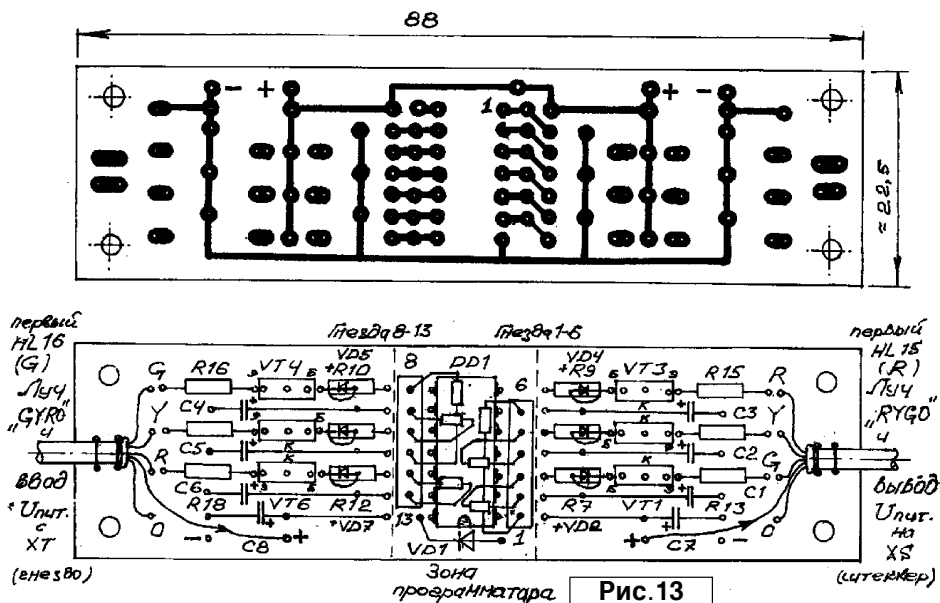 88
- +
1
+ -
≈22,5
первый
HL16
(G)
Луч
"GYRO"
и
ввод
Uпит.
с
XT
(гнездо)
Гнезда 8-13
Гнезда 1-6
первый
HL15
(R)
Луч
"RYGO"
и
вывод
Uпит.
на
XS
(штеккер)
G
R16
VT4
VD5
+R10
8
DD1
6
VD4
+R9
VT3
R15
R
C4
C3
Y
Y
C5
C2
R
G
C6
C1
R18
VT6
R12
+VD7
13
1
R7
+VD2
VT1
R13
O
O
-
C8
+
VD1
+
C7
-
Зона
программатора
Рис.13